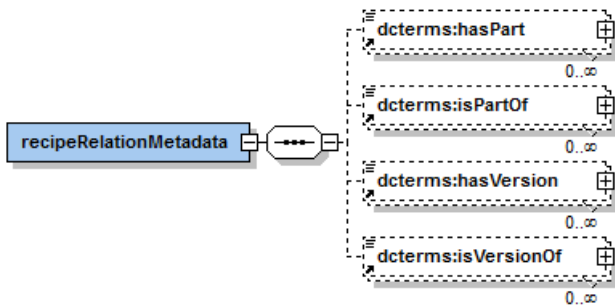 dcterms:hasPart
0..∞
dcterms:isPartOf
0..∞
recipeRelationMetadata
dcterms:hasVersion
0..∞
dcterms:isVersionOf
0..∞